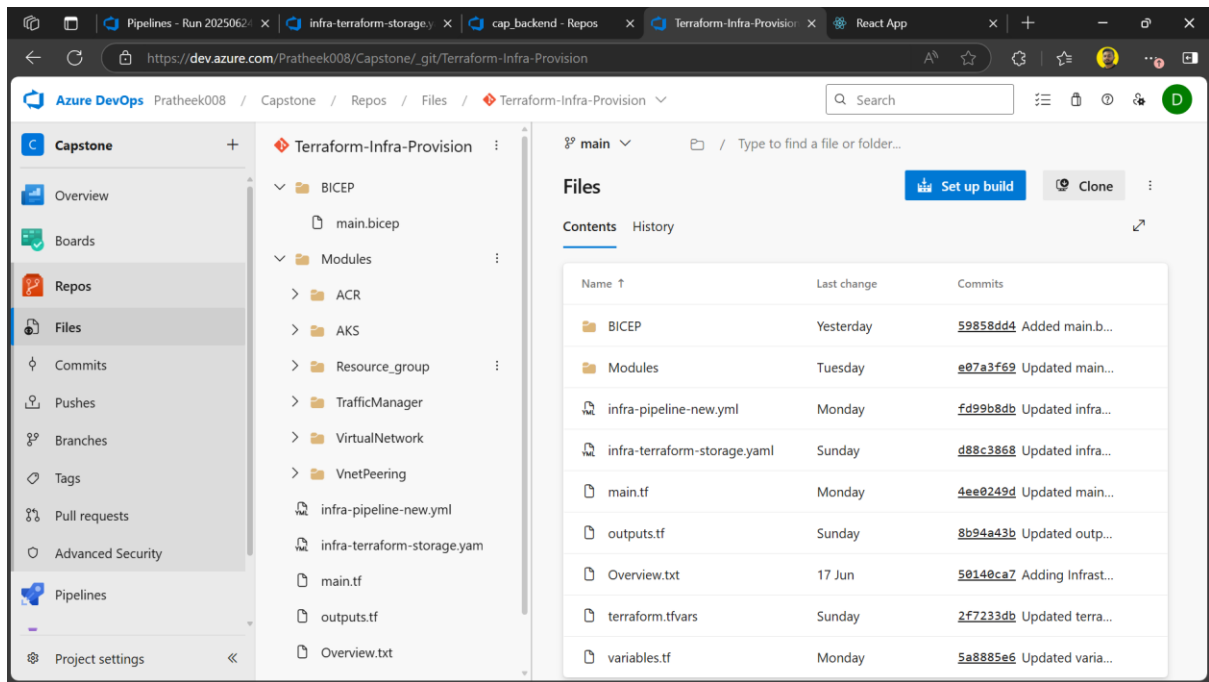 Pipelines - Run 20250624
infra-terraform-storage.y
cap_backend - Repos
Terraform-Infra-Provision
React App
https://dev.azure.com/Pratheek008/Capstone/_git/Terraform-Infra-Provision
Azure DevOps Pratheek008 / Capstone / Repos / Files / Terraform-Infra-Provision
Search
D
C Capstone
Overview
Boards
Repos
Files
Commits
Pushes
Branches
Tags
Pull requests
Advanced Security
Pipelines
Project settings
Terraform-Infra-Provision
BICEP
main.bicep
Modules
ACR
AKS
Resource_group
TrafficManager
VirtualNetwork
VnetPeering
YML infra-pipeline-new.yml
YML infra-terraform-storage.yam
main.tf
outputs.tf
Overview.txt
main / Type to find a file or folder...
Files
Set up build
Clone
Contents History
Name ↑ Last change Commits
BICEP Yesterday 59858dd4 Added main.b...
Modules Tuesday e07a3f69 Updated main...
YML infra-pipeline-new.yml Monday fd99b8db Updated infra...
YML infra-terraform-storage.yaml Sunday d88c3868 Updated infra...
main.tf Monday 4ee0249d Updated main...
outputs.tf Sunday 8b94a43b Updated outp...
Overview.txt 17 Jun 50140ca7 Adding Infrast...
terraform.tfvars Sunday 2f7233db Updated terra...
variables.tf Monday 5a8885e6 Updated varia...